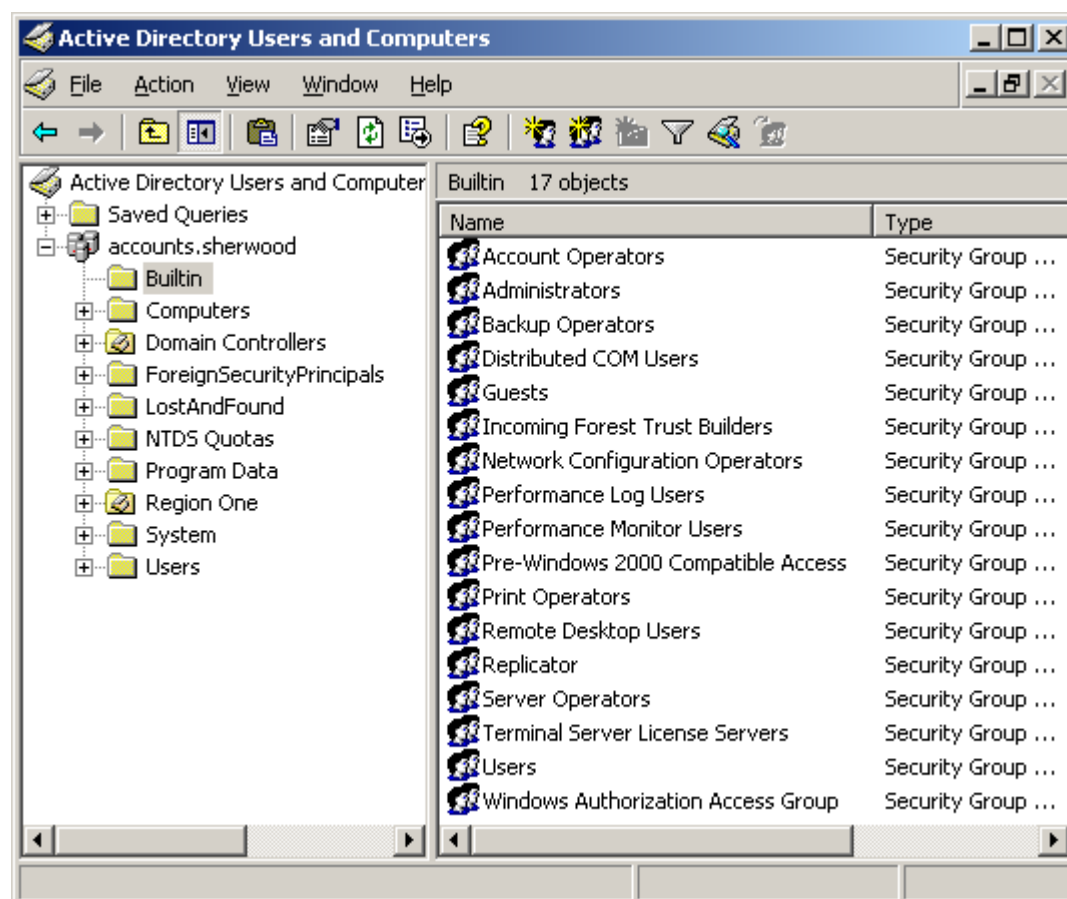 Active Directory Users and Computers
File Action View Window Help
Active Directory Users and Computer
Saved Queries
accounts.sherwood
Builtin
Computers
Domain Controllers
ForeignSecurityPrincipals
LostAndFound
NTDS Quotas
Program Data
Region One
System
Users
Builtin 17 objects
Name Type
Account Operators Security Group ...
Administrators Security Group ...
Backup Operators Security Group ...
Distributed COM Users Security Group ...
Guests Security Group ...
Incoming Forest Trust Builders Security Group ...
Network Configuration Operators Security Group ...
Performance Log Users Security Group ...
Performance Monitor Users Security Group ...
Pre-Windows 2000 Compatible Access Security Group ...
Print Operators Security Group ...
Remote Desktop Users Security Group ...
Replicator Security Group ...
Server Operators Security Group ...
Terminal Server License Servers Security Group ...
Users Security Group ...
Windows Authorization Access Group Security Group ...